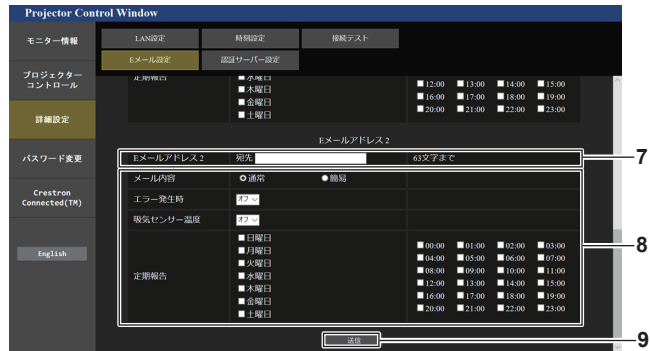 Projector Control Window
モニター情報
LAN設定
時刻設定
接続テスト
Eメール設定
認証サーバー設定
プロジェクター
コントロール
定期報告
水曜日
12:00 13:00 14:00 15:00
木曜日
16:00 17:00 18:00 19:00
金曜日
20:00 21:00 22:00 23:00
土曜日
詳細設定
Eメールアドレス 2
パスワード変更
Eメールアドレス 2 宛先 63文字まで
7
メール内容 通常 簡易
Crestron
Connected(TM)
エラー発生時 オフ
吸気センサー温度 オフ
English
定期報告
日曜日
月曜日
火曜日
水曜日
木曜日
金曜日
土曜日
00:00 01:00 02:00 03:00
04:00 05:00 06:00 07:00
08:00 09:00 10:00 11:00
12:00 13:00 14:00 15:00
16:00 17:00 18:00 19:00
20:00 21:00 22:00 23:00
8
送信
9